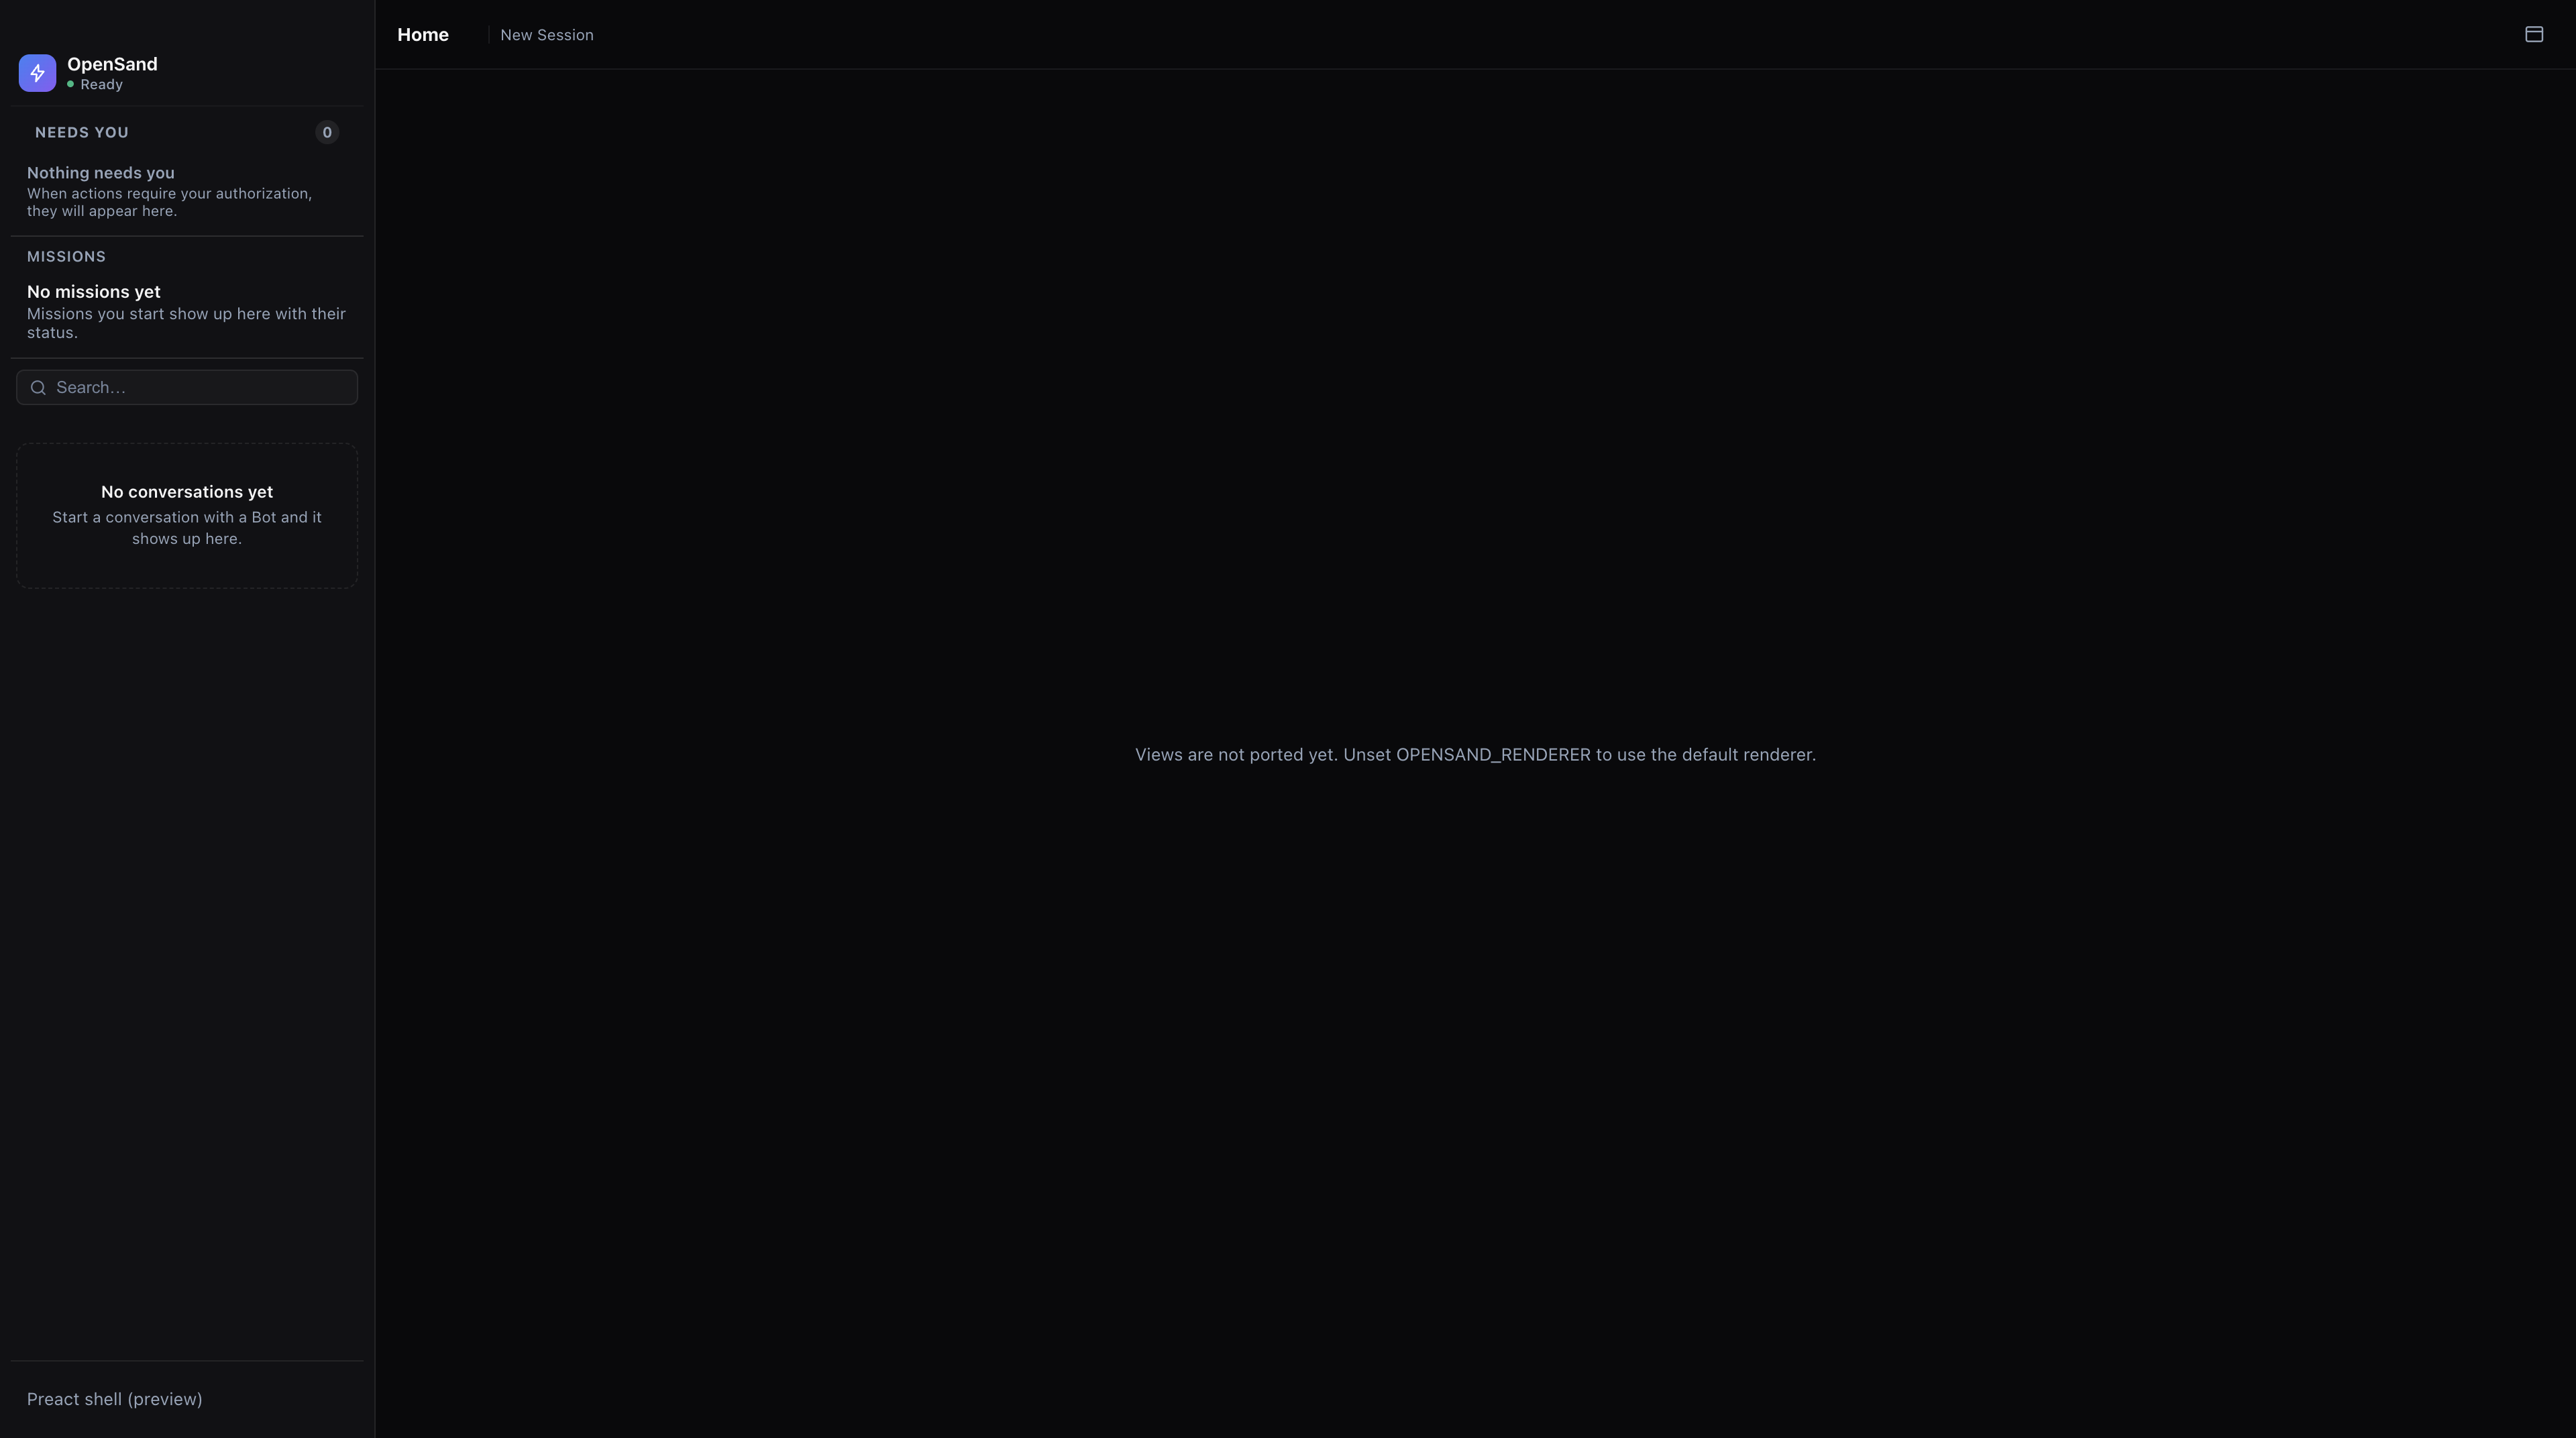 OpenSand
Ready
NEEDS YOU
0
Nothing needs you
When actions require your authorization,
they will appear here.
MISSIONS
No missions yet
Missions you start show up here with their
status.
Search...
No conversations yet
Start a conversation with a Bot and it
shows up here.
Preact shell (preview)
Home
New Session
Views are not ported yet. Unset OPENSAND_RENDERER to use the default renderer.